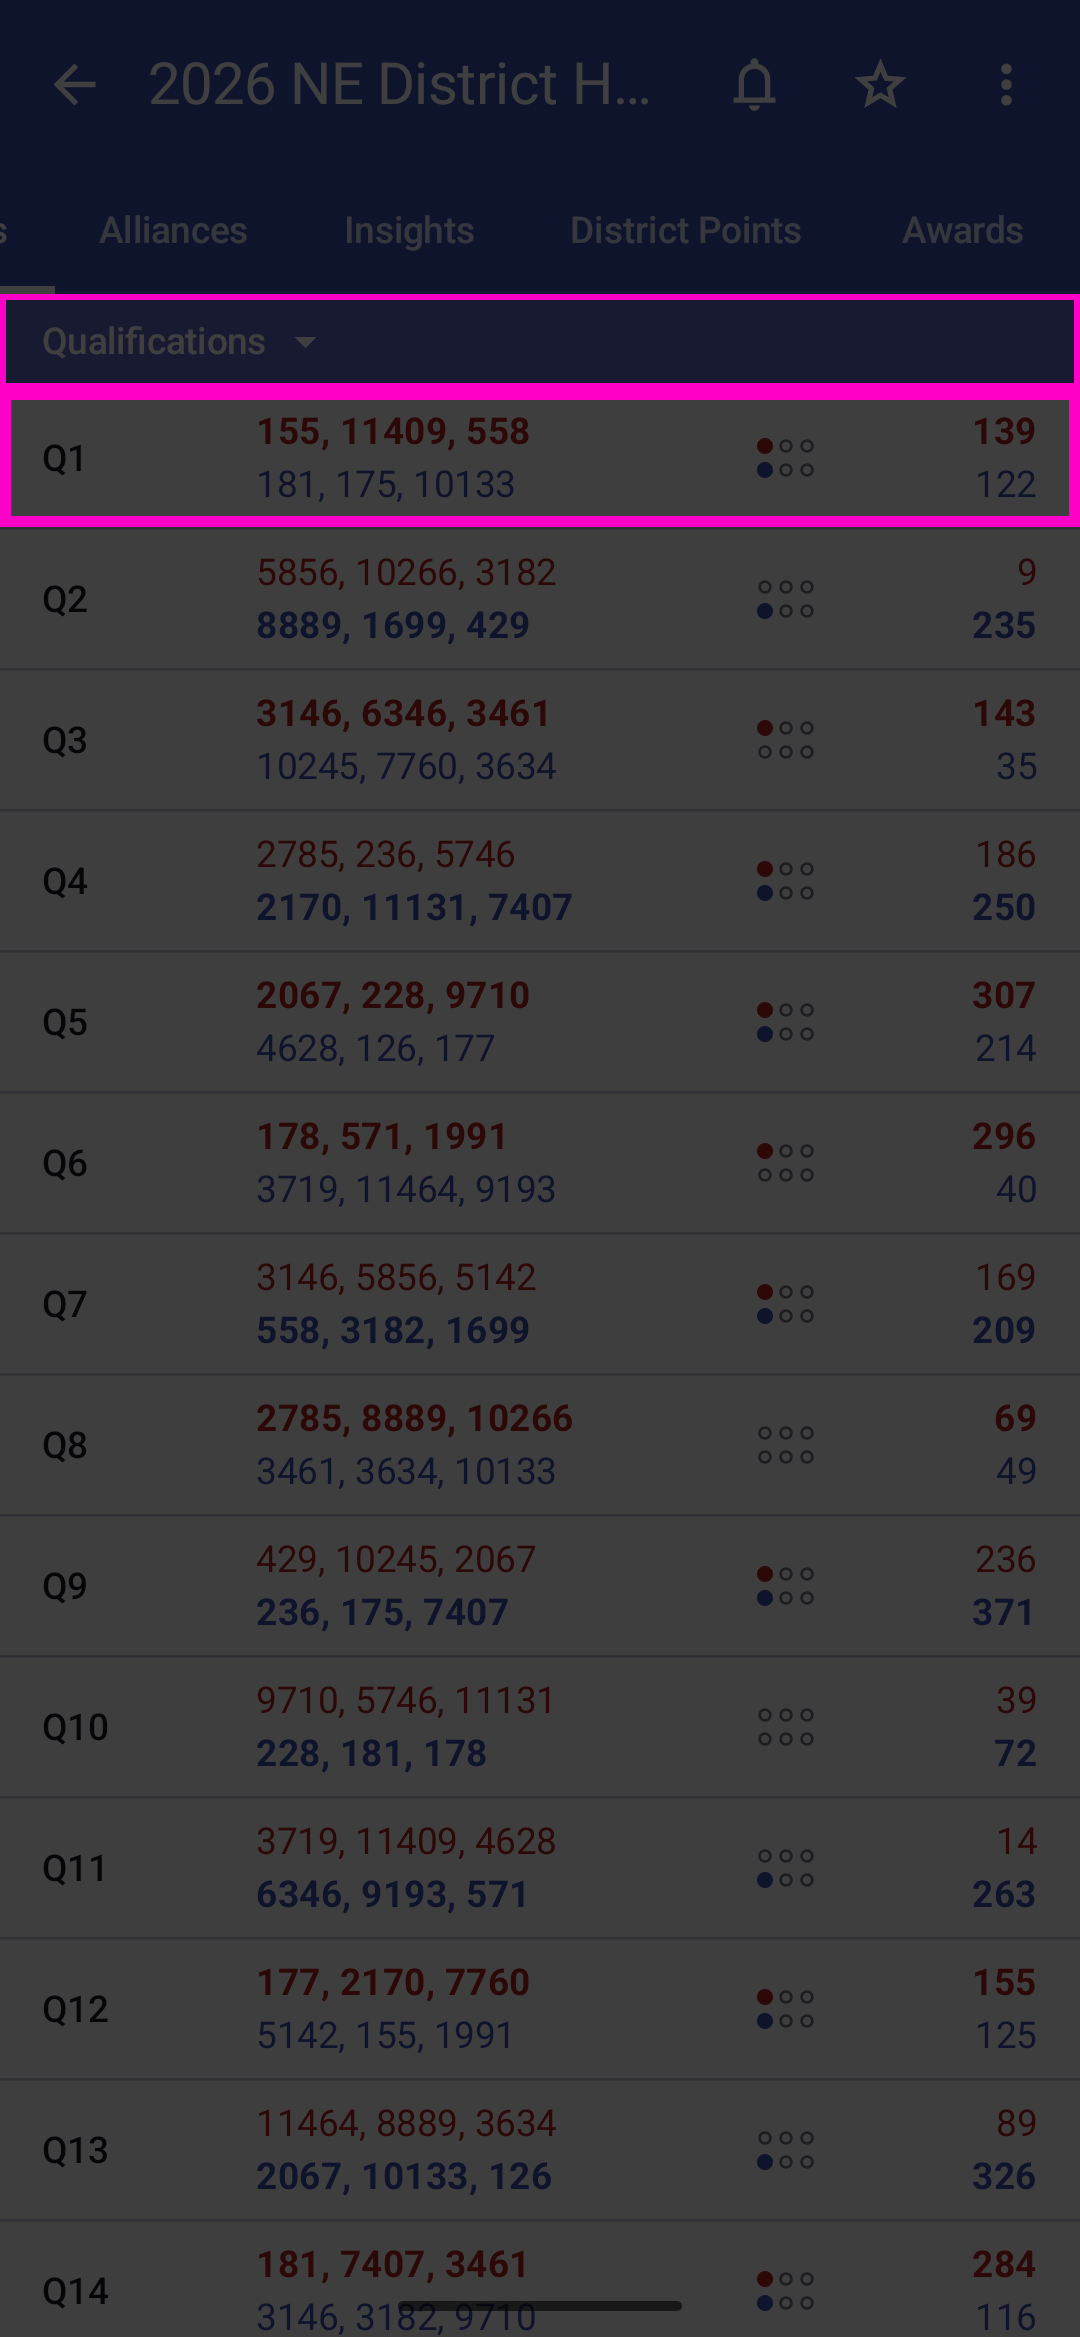 2026 NE District H...
s Alliances Insights District Points Awards
Qualifications
Q1
155, 11409, 558
181, 175, 10133
139
122
Q2
5856, 10266, 3182
8889, 1699, 429
9
235
Q3
3146, 6346, 3461
10245, 7760, 3634
143
35
Q4
2785, 236, 5746
2170, 11131, 7407
186
250
Q5
2067, 228, 9710
4628, 126, 177
307
214
Q6
178, 571, 1991
3719, 11464, 9193
296
40
Q7
3146, 5856, 5142
558, 3182, 1699
169
209
Q8
2785, 8889, 10266
3461, 3634, 10133
69
49
Q9
429, 10245, 2067
236, 175, 7407
236
371
Q10
9710, 5746, 11131
228, 181, 178
39
72
Q11
3719, 11409, 4628
6346, 9193, 571
14
263
Q12
177, 2170, 7760
5142, 155, 1991
155
125
Q13
11464, 8889, 3634
2067, 10133, 126
89
326
Q14
181, 7407, 3461
3146, 3182, 9710
284
116